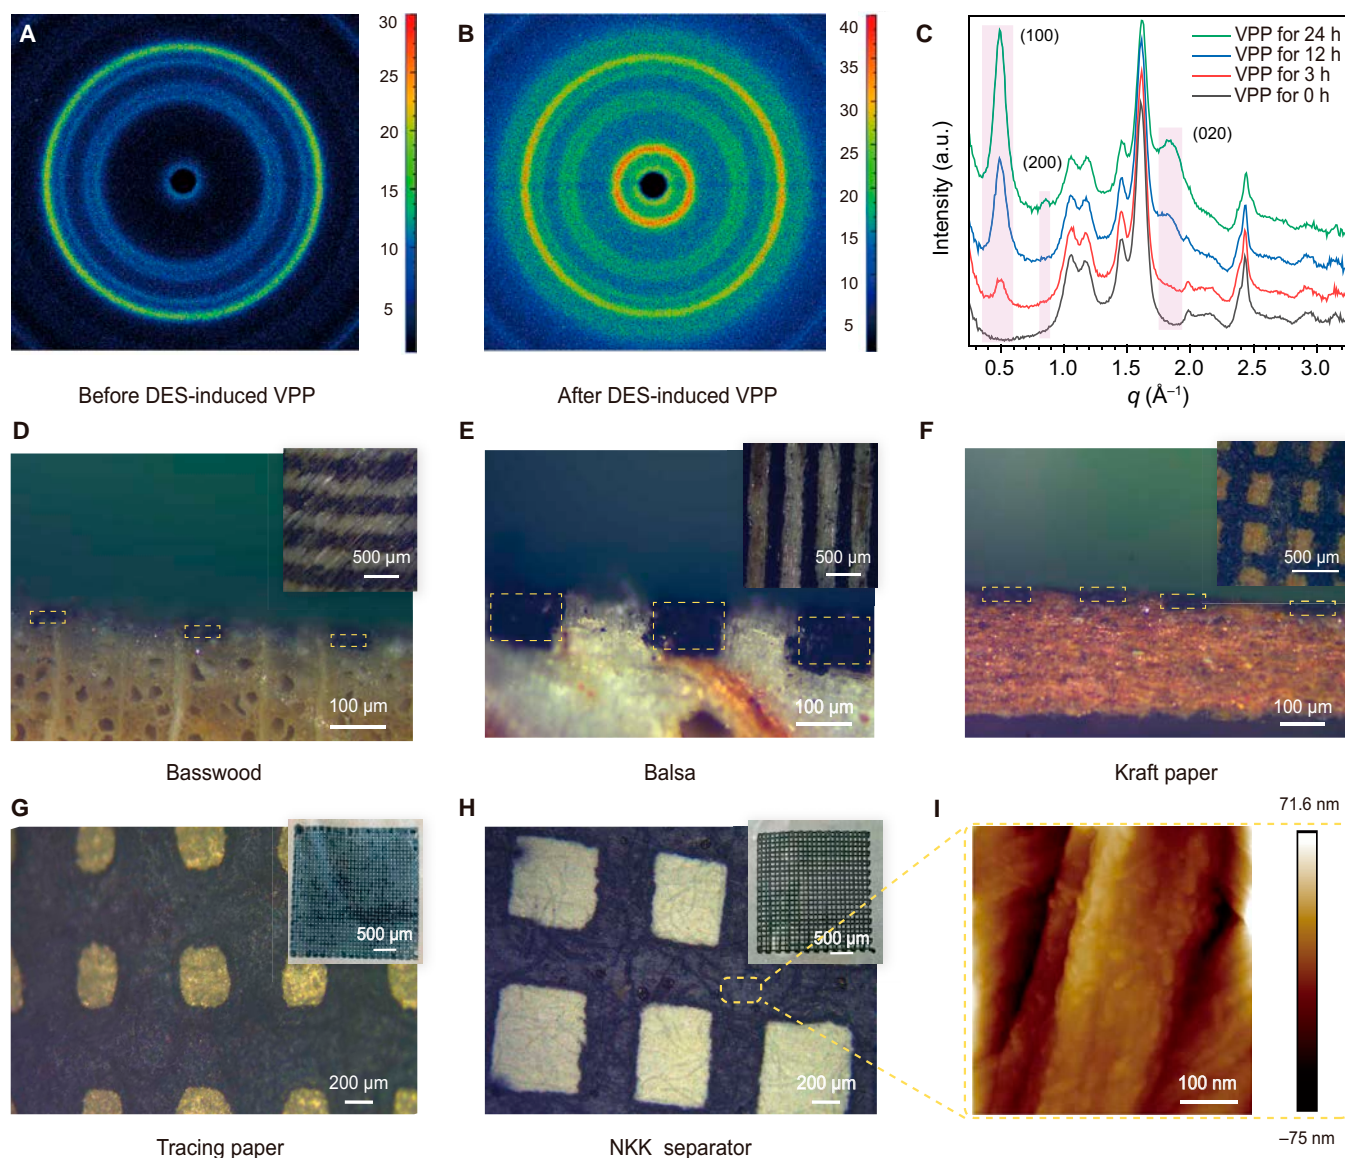 A
30
25
20
15
10
5
Before DES-induced VPP
B
40
35
30
25
20
15
10
5
After DES-induced VPP
C
Intensity (a.u.)
(100)
(200)
(020)
VPP for 24 h
VPP for 12 h
VPP for 3 h
VPP for 0 h
0.5 1.0 1.5 2.0 2.5 3.0
q (Å⁻¹)
D
500 µm
100 µm
Basswood
E
500 µm
100 µm
Balsa
F
500 µm
100 µm
Kraft paper
G
500 µm
200 µm
Tracing paper
H
500 µm
200 µm
NKK separator
I
71.6 nm
100 nm
–75 nm